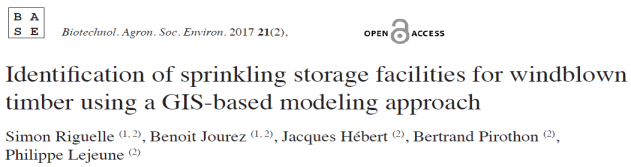 B A
S E
Biotechnol. Agron. Soc. Environ. 2017 21(2),
OPEN ACCESS
Identification of sprinkling storage facilities for windblown
timber using a GIS-based modeling approach
Simon Riguelle (1, 2), Benoit Jourez (1, 2), Jacques Hébert (2), Bertrand Pirothon (2),
Philippe Lejeune (2)